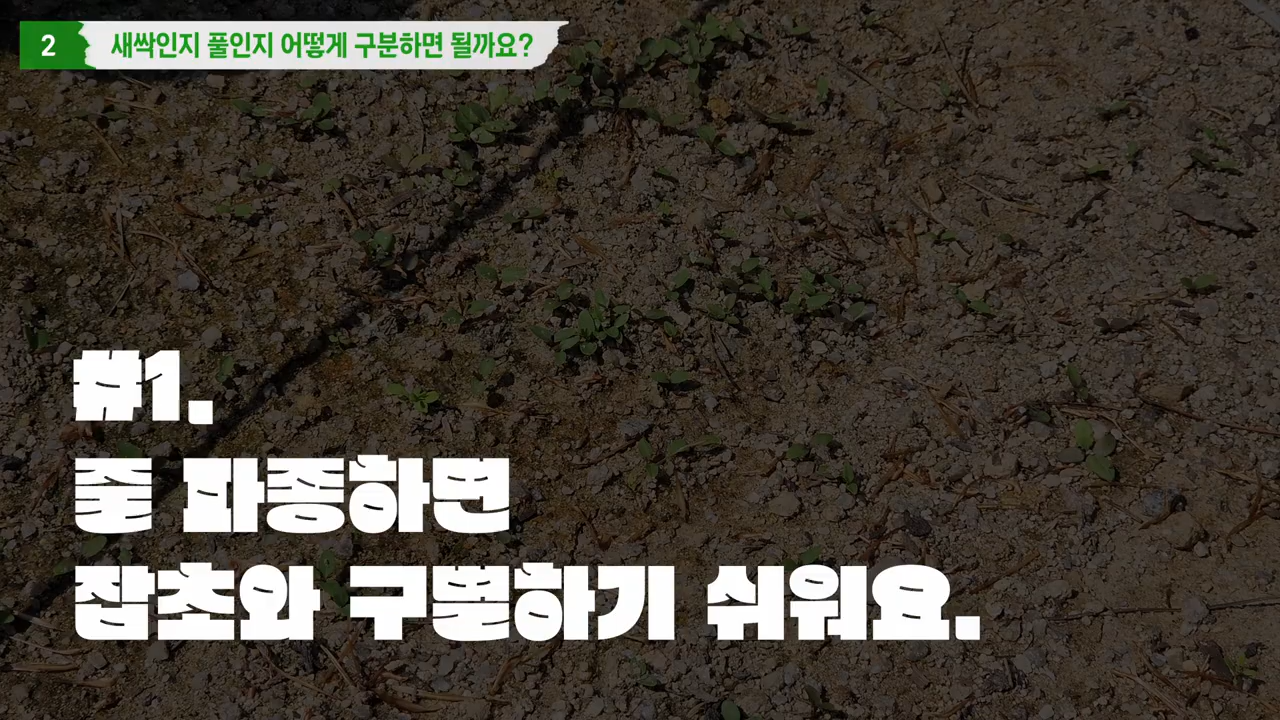 2
새싹인지 풀인지 어떻게 구분하면 될까요?
#1.
줄 파종하면
잡초와 구분하기 쉬워요.